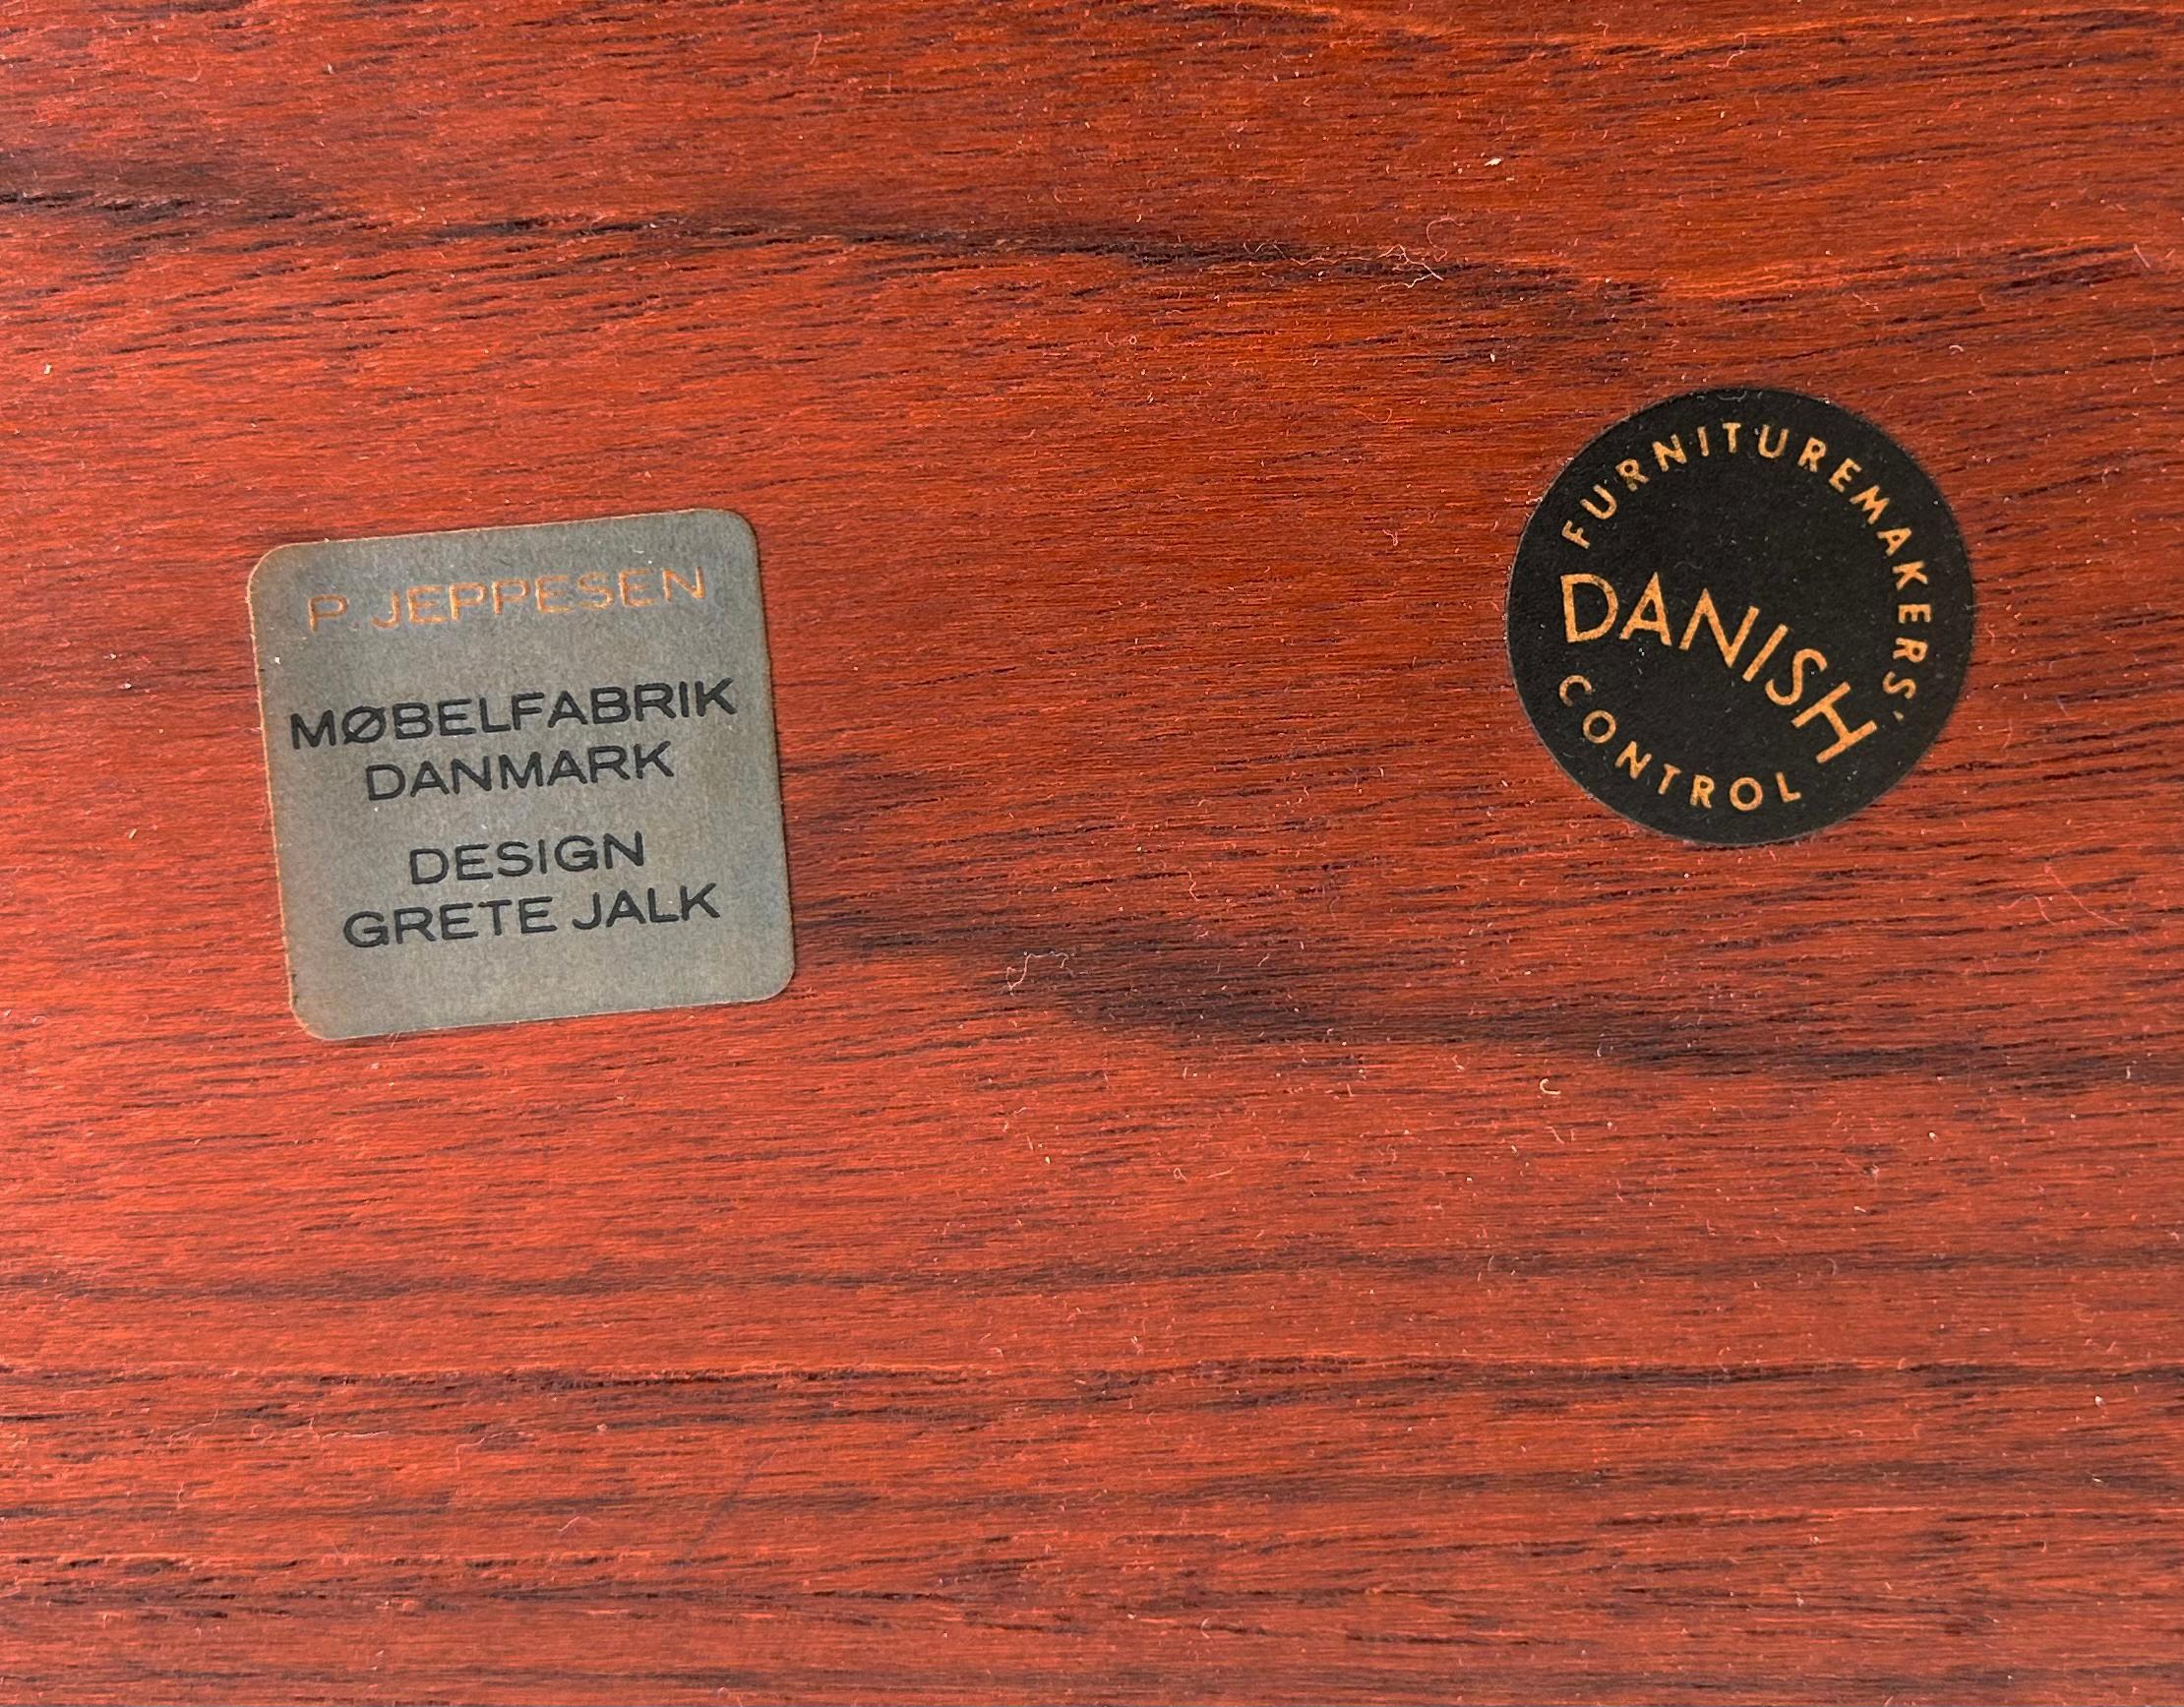 P. JEPPESEN
MØBELFABRIK
DANMARK
DESIGN
GRETE JALK
FURNITUREMAKERS'
DANISH
CONTROL